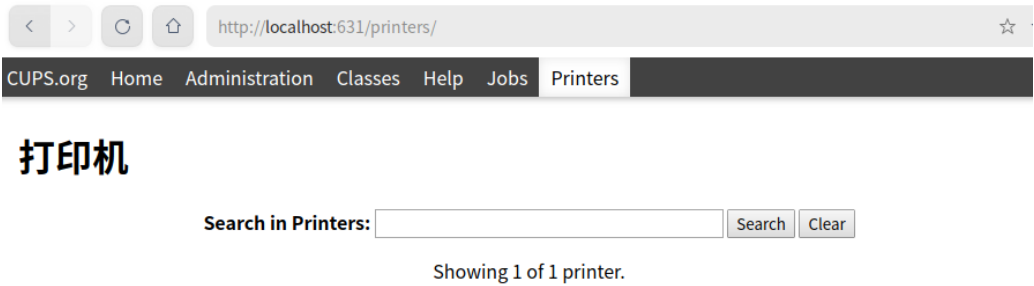 http://localhost:631/printers/
CUPS.org Home Administration Classes Help Jobs Printers
打印机
Search in Printers: Search Clear
Showing 1 of 1 printer.